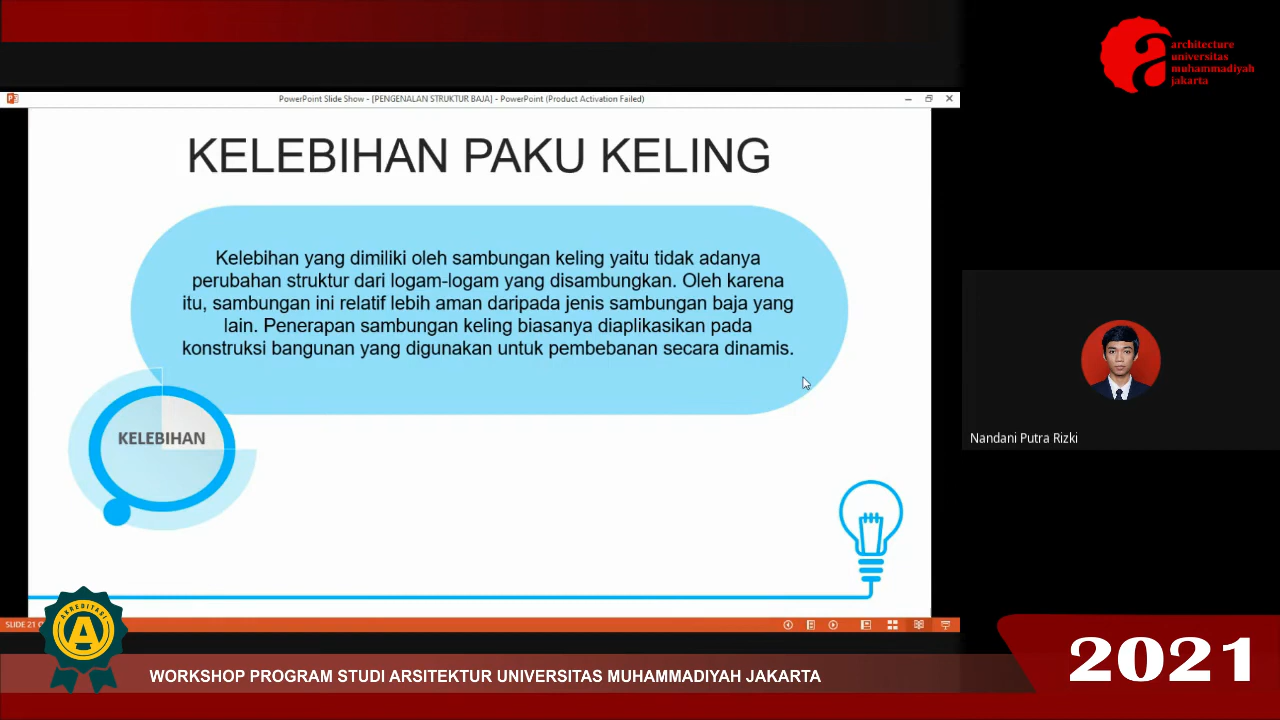 architecture
universitas
muhammadiyah
jakarta
PowerPoint Slide Show - [PENGENALAN STRUKTUR BAJA] - PowerPoint (Product Activation Failed)
KELEBIHAN PAKU KELING
Kelebihan yang dimiliki oleh sambungan keling yaitu tidak adanya
perubahan struktur dari logam-logam yang disambungkan. Oleh karena
itu, sambungan ini relatif lebih aman daripada jenis sambungan baja yang
lain. Penerapan sambungan keling biasanya diaplikasikan pada
konstruksi bangunan yang digunakan untuk pembebanan secara dinamis.
KELEBIHAN
Nandani Putra Rizki
SLIDE 21
AKREDITASI
A
WORKSHOP PROGRAM STUDI ARSITEKTUR UNIVERSITAS MUHAMMADIYAH JAKARTA
2021